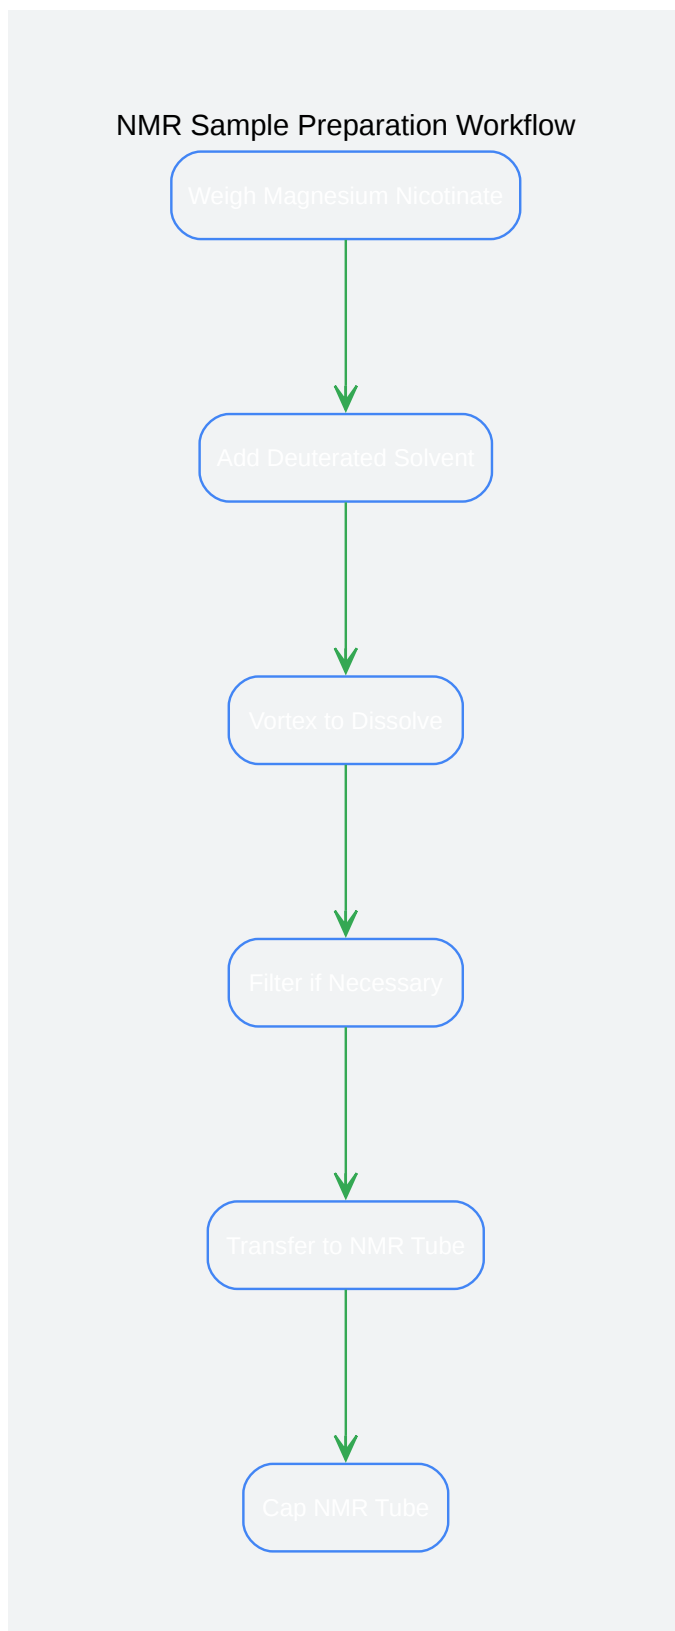 NMR Sample Preparation Workflow
Weigh Magnesium Nicotinate
Add Deuterated Solvent
Vortex to Dissolve
Filter if Necessary
Transfer to NMR Tube
Cap NMR Tube